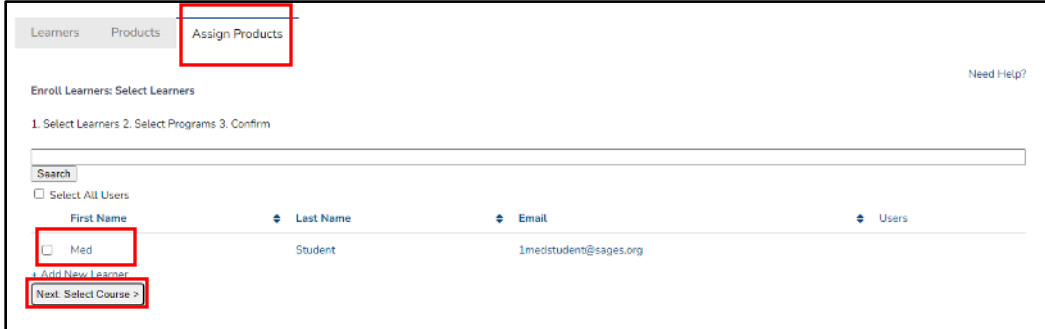 Learners Products Assign Products
Need Help?
Enroll Learners: Select Learners
1. Select Learners 2. Select Programs 3. Confirm
Search
Select All Users
First Name Last Name Email Users
Med Student 1medstudent@sages.org
+ Add New Learner
Next: Select Course >